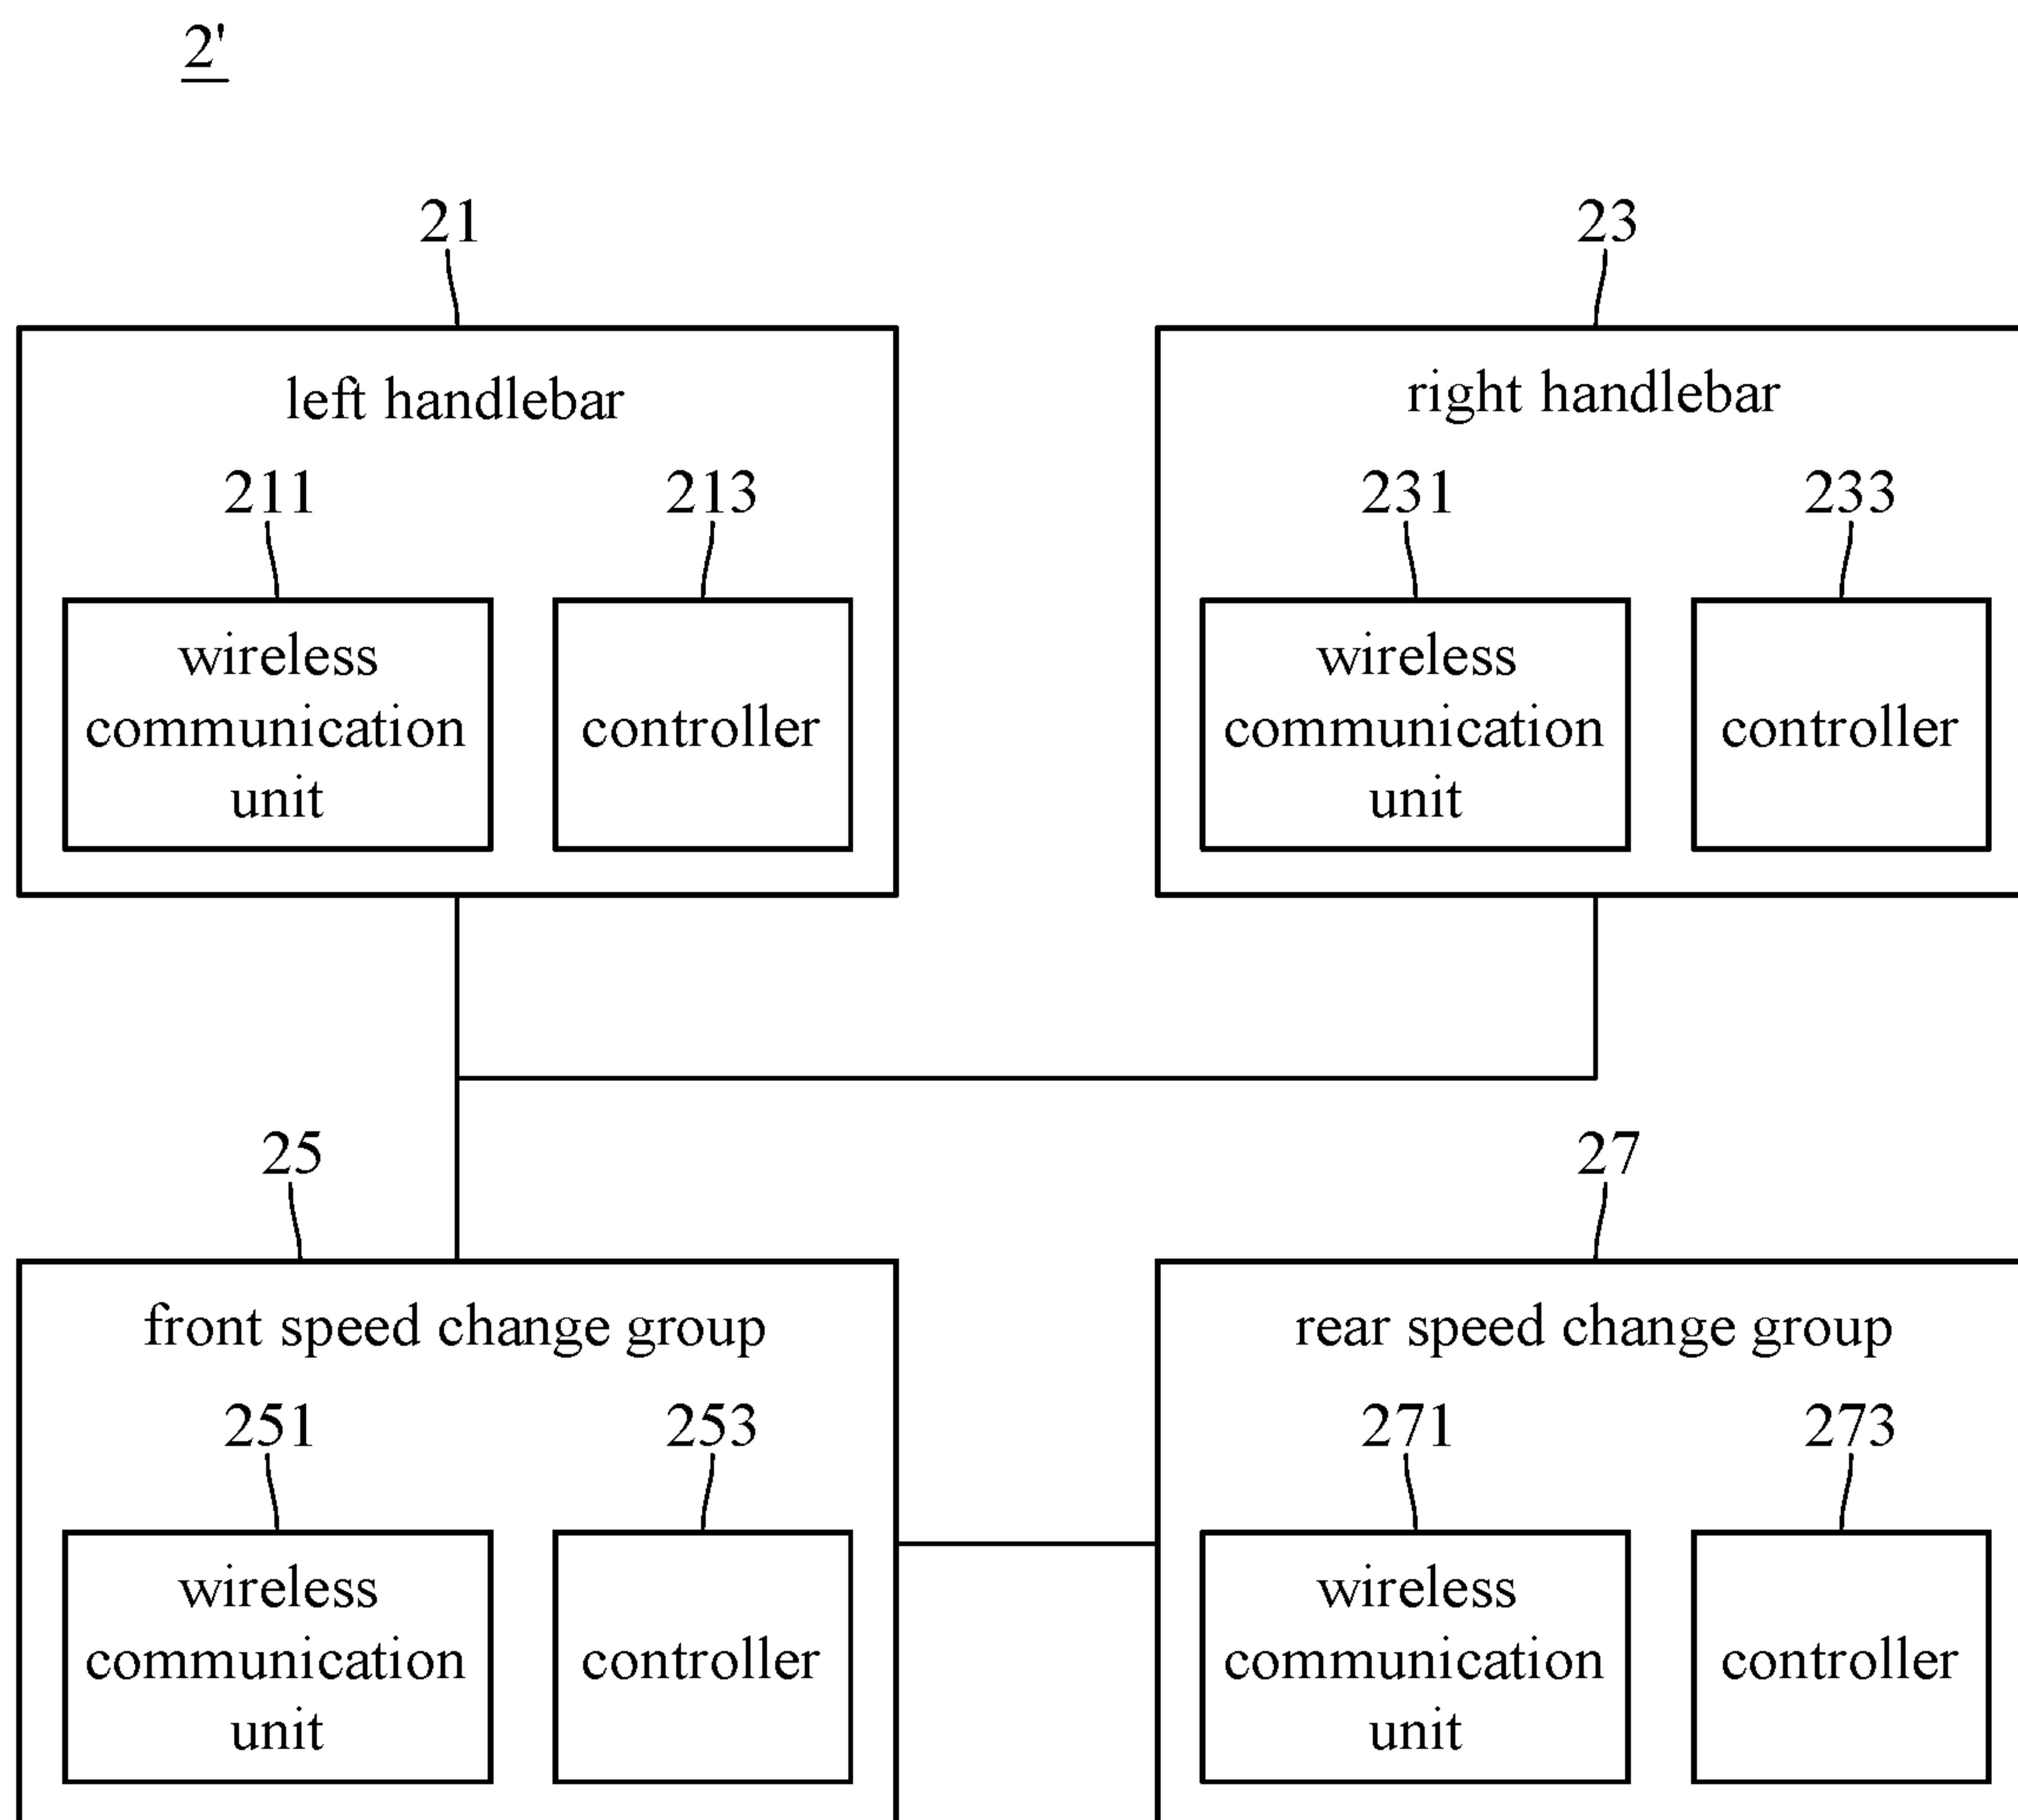 2'
21
23
left handlebar
right handlebar
211
213
231
233
wireless
communication
unit
controller
wireless
communication
unit
controller
25
27
front speed change group
rear speed change group
251
253
271
273
wireless
communication
unit
controller
wireless
communication
unit
controller